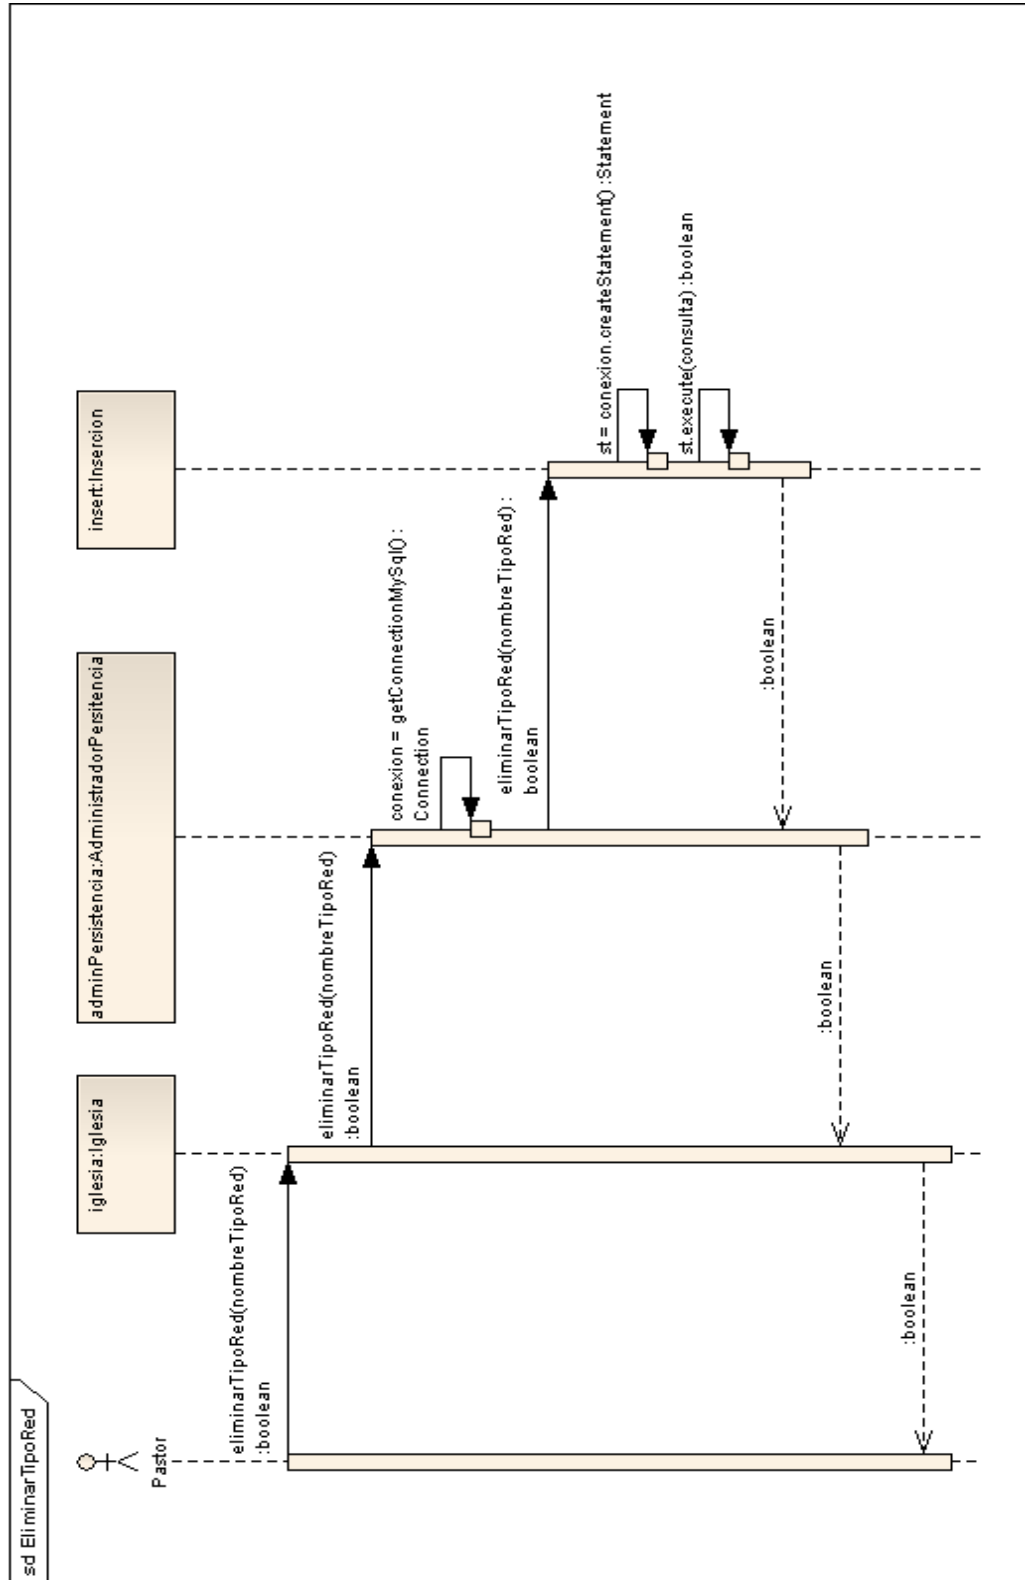 sd EliminarTipoRed
Pastor
iglesia:Iglesia
adminPersistencia:AdministradorPersitencia
insert:Insercion
eliminarTipoRed(nombreTipoRed)
:boolean
eliminarTipoRed(nombreTipoRed)
:boolean
conexion = getConnectionMySql() :
Connection
eliminarTipoRed(nombreTipoRed) :
boolean
st = conexion.createStatement() :Statement
st.execute(consulta) :boolean
:boolean
:boolean
:boolean